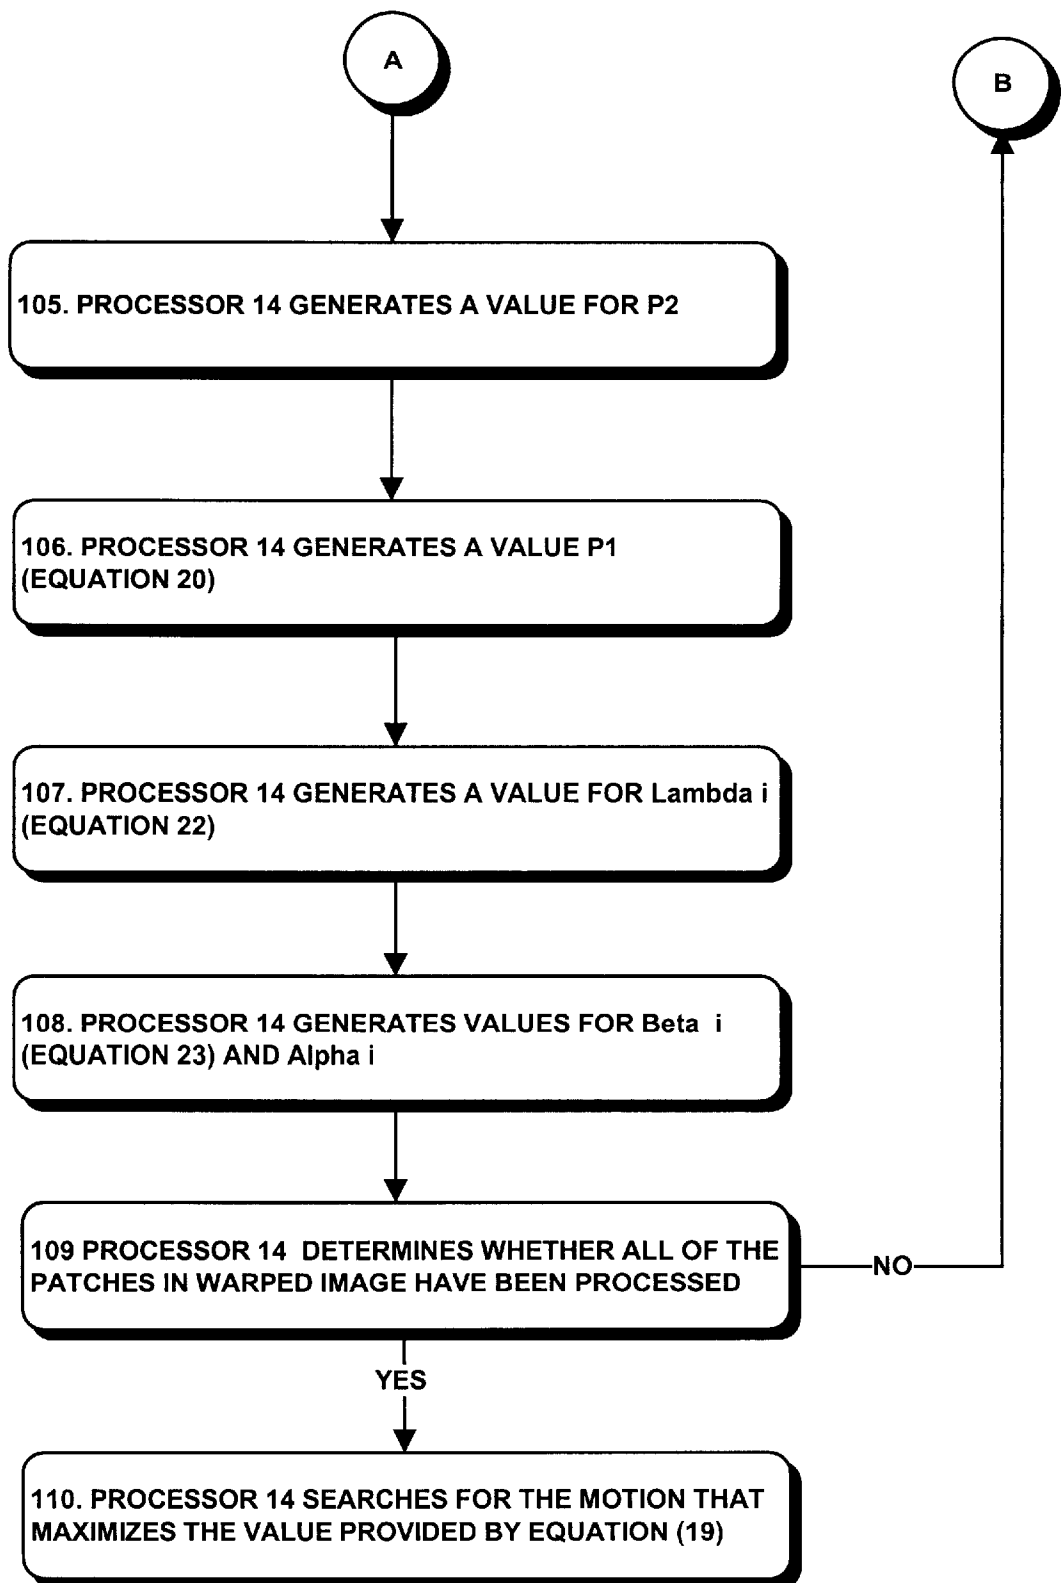 A
B
105. PROCESSOR 14 GENERATES A VALUE FOR P2
106. PROCESSOR 14 GENERATES A VALUE P1
(EQUATION 20)
107. PROCESSOR 14 GENERATES A VALUE FOR Lambda i
(EQUATION 22)
108. PROCESSOR 14 GENERATES VALUES FOR Beta i
(EQUATION 23) AND Alpha i
109 PROCESSOR 14 DETERMINES WHETHER ALL OF THE
PATCHES IN WARPED IMAGE HAVE BEEN PROCESSED
NO
YES
110. PROCESSOR 14 SEARCHES FOR THE MOTION THAT
MAXIMIZES THE VALUE PROVIDED BY EQUATION (19)